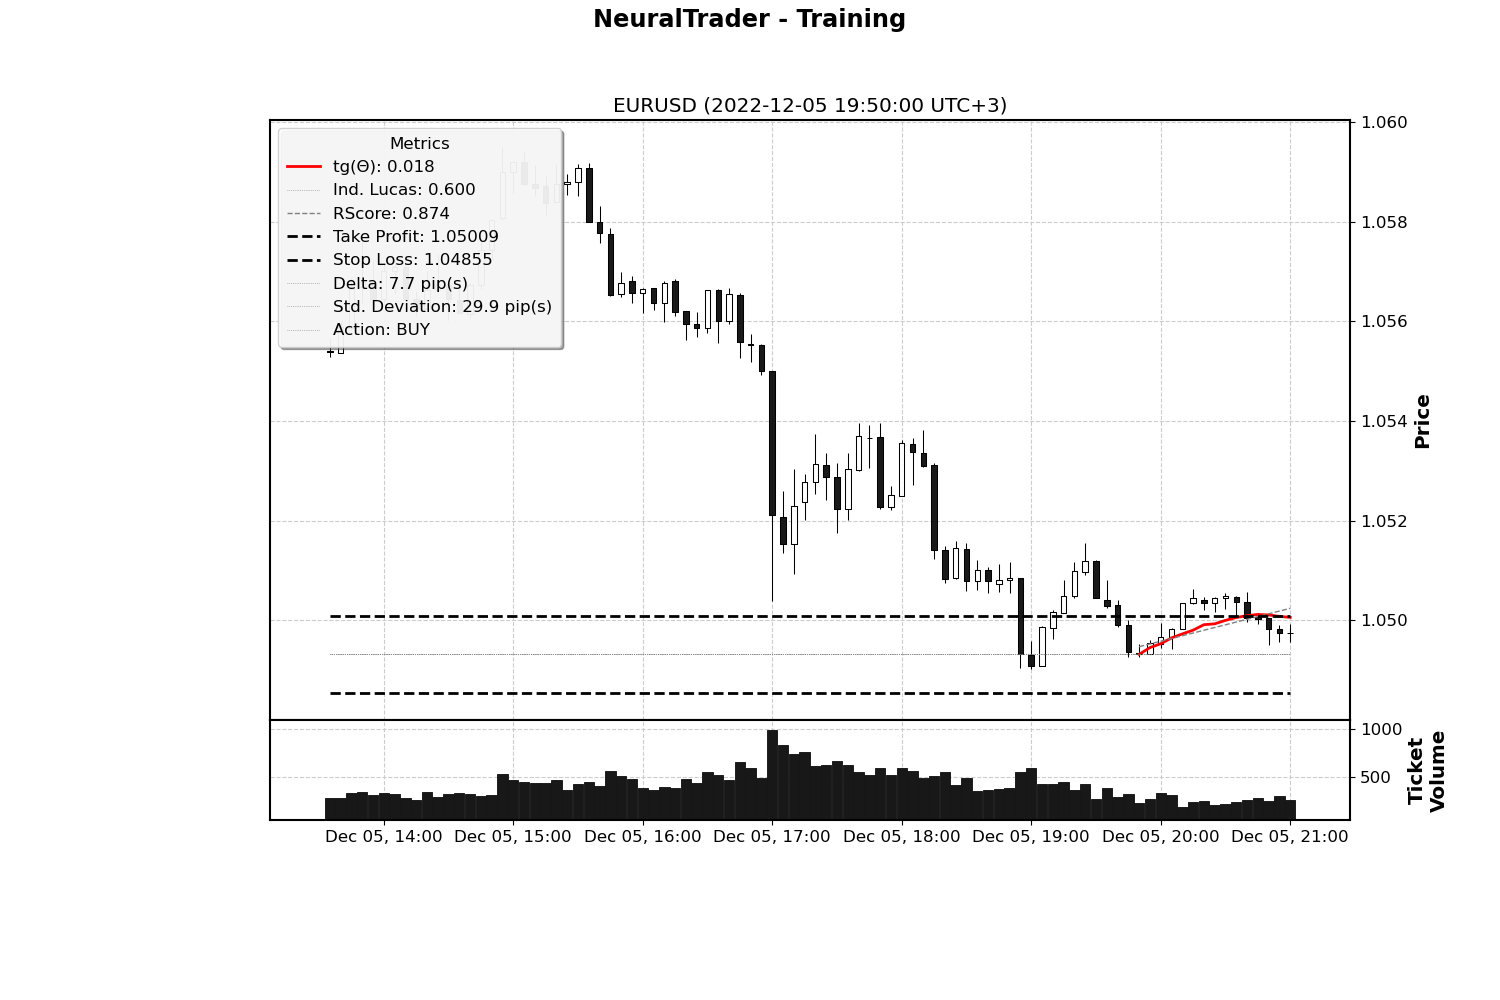 NeuralTrader - Training
EURUSD (2022-12-05 19:50:00 UTC+3)
Metrics
tg(Θ): 0.018
Ind. Lucas: 0.600
RScore: 0.874
Take Profit: 1.05009
Stop Loss: 1.04855
Delta: 7.7 pip(s)
Std. Deviation: 29.9 pip(s)
Action: BUY
1.060
1.058
1.056
1.054
1.052
1.050
Price
1000
500
Ticket
Volume
Dec 05, 14:00 Dec 05, 15:00 Dec 05, 16:00 Dec 05, 17:00 Dec 05, 18:00 Dec 05, 19:00 Dec 05, 20:00 Dec 05, 21:00